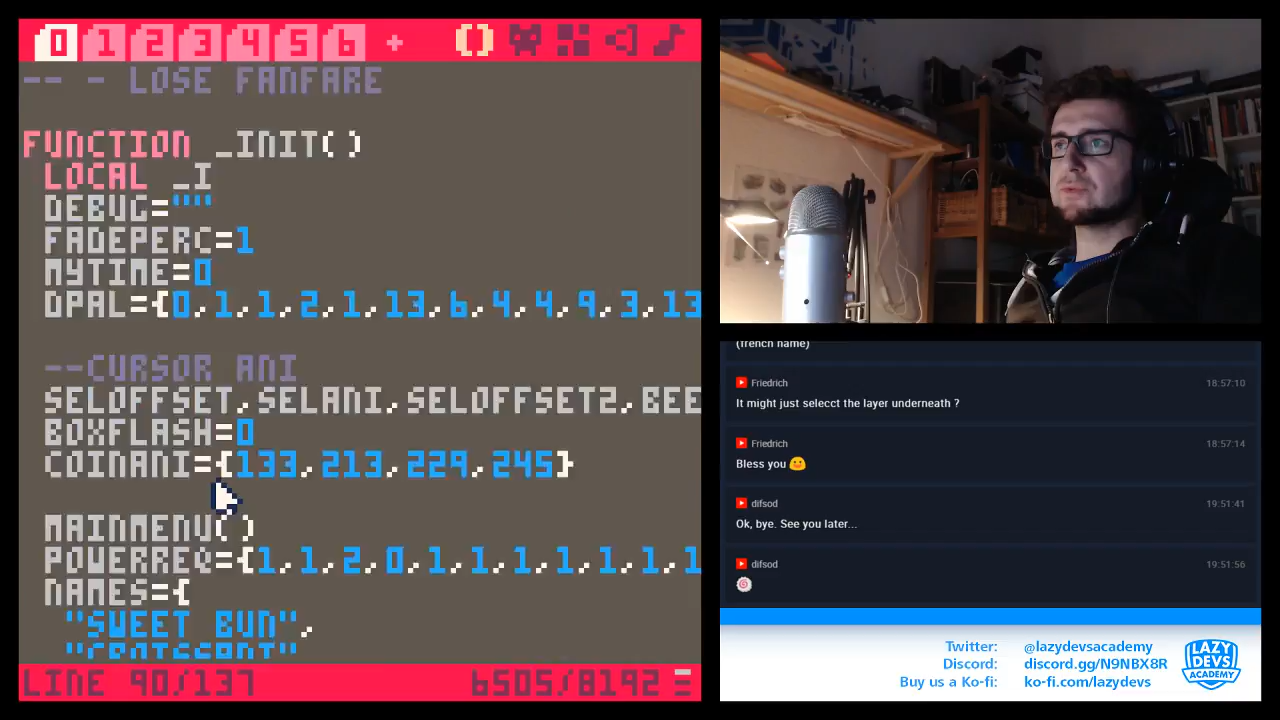 0 1 2 3 4 5 6 +
-- - LOSE FANFARE
FUNCTION _INIT()
LOCAL _I
DEBUG=""
FADEPERC=1
MYTIME=0
DPAL={0,1,1,2,1,13,6,4,4,9,3,13
--CURSOR ANI
SELOFFSET,SELANI,SELOFFSET2,BEE
BOXFLASH=0
COINANI={133,213,229,245}
MAINMENU()
POWERREQ={1,1,2,0,1,1,1,1,1,1,1
NAMES={
"SWEET BUN",
"CROISSANT"
LINE 90/137
6505/8192
(french name)
Friedrich 18:57:10
It might just selecct the layer underneath ?
Friedrich 18:57:14
Bless you
difsod 19:51:41
Ok, bye. See you later...
difsod 19:51:56
Twitter: @lazydevsacademy
Discord: discord.gg/N9NBX8R
Buy us a Ko-fi: ko-fi.com/lazydevs
LAZY
DEVS
ACADEMY